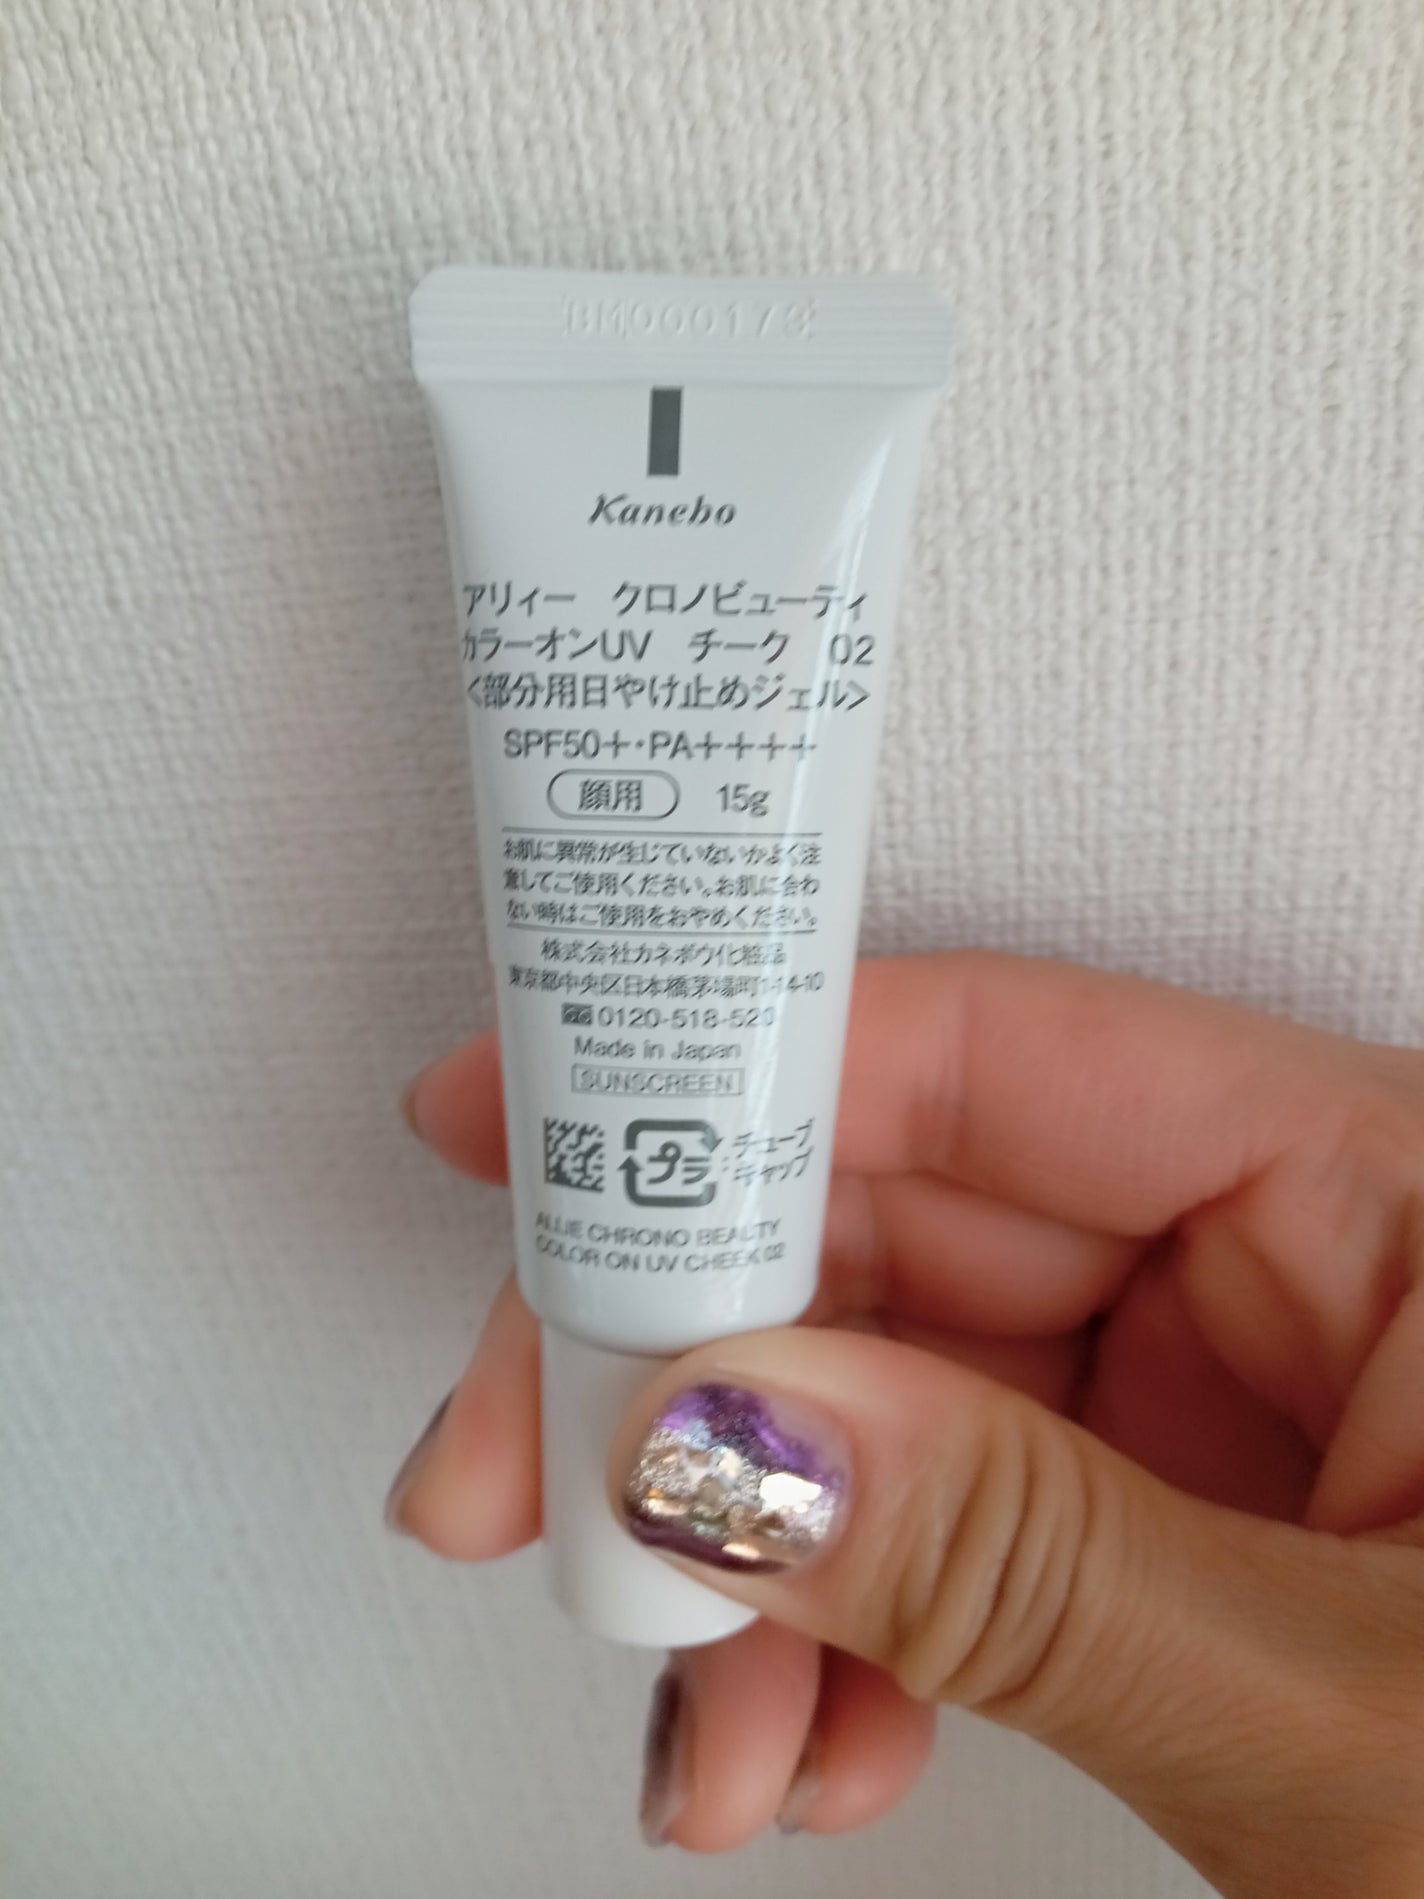 BM000173
Kanebo
アリィー　クロノビューティ
カラーオンUV　チーク　02
<部分用日やけ止めジェル>
SPF50+・PA++++
顔用　15g
お肌に異常が生じていないかよく注
意してご使用ください。お肌に合わ
ない時はご使用をおやめください。
株式会社カネボウ化粧品
東京都中央区日本橋茅場町1-14-10
0120-518-520
Made in Japan
SUNSCREEN
プラ　チューブ
キャップ
ALLIE CHRONO BEAUTY
COLOR ON UV CHEEK 02